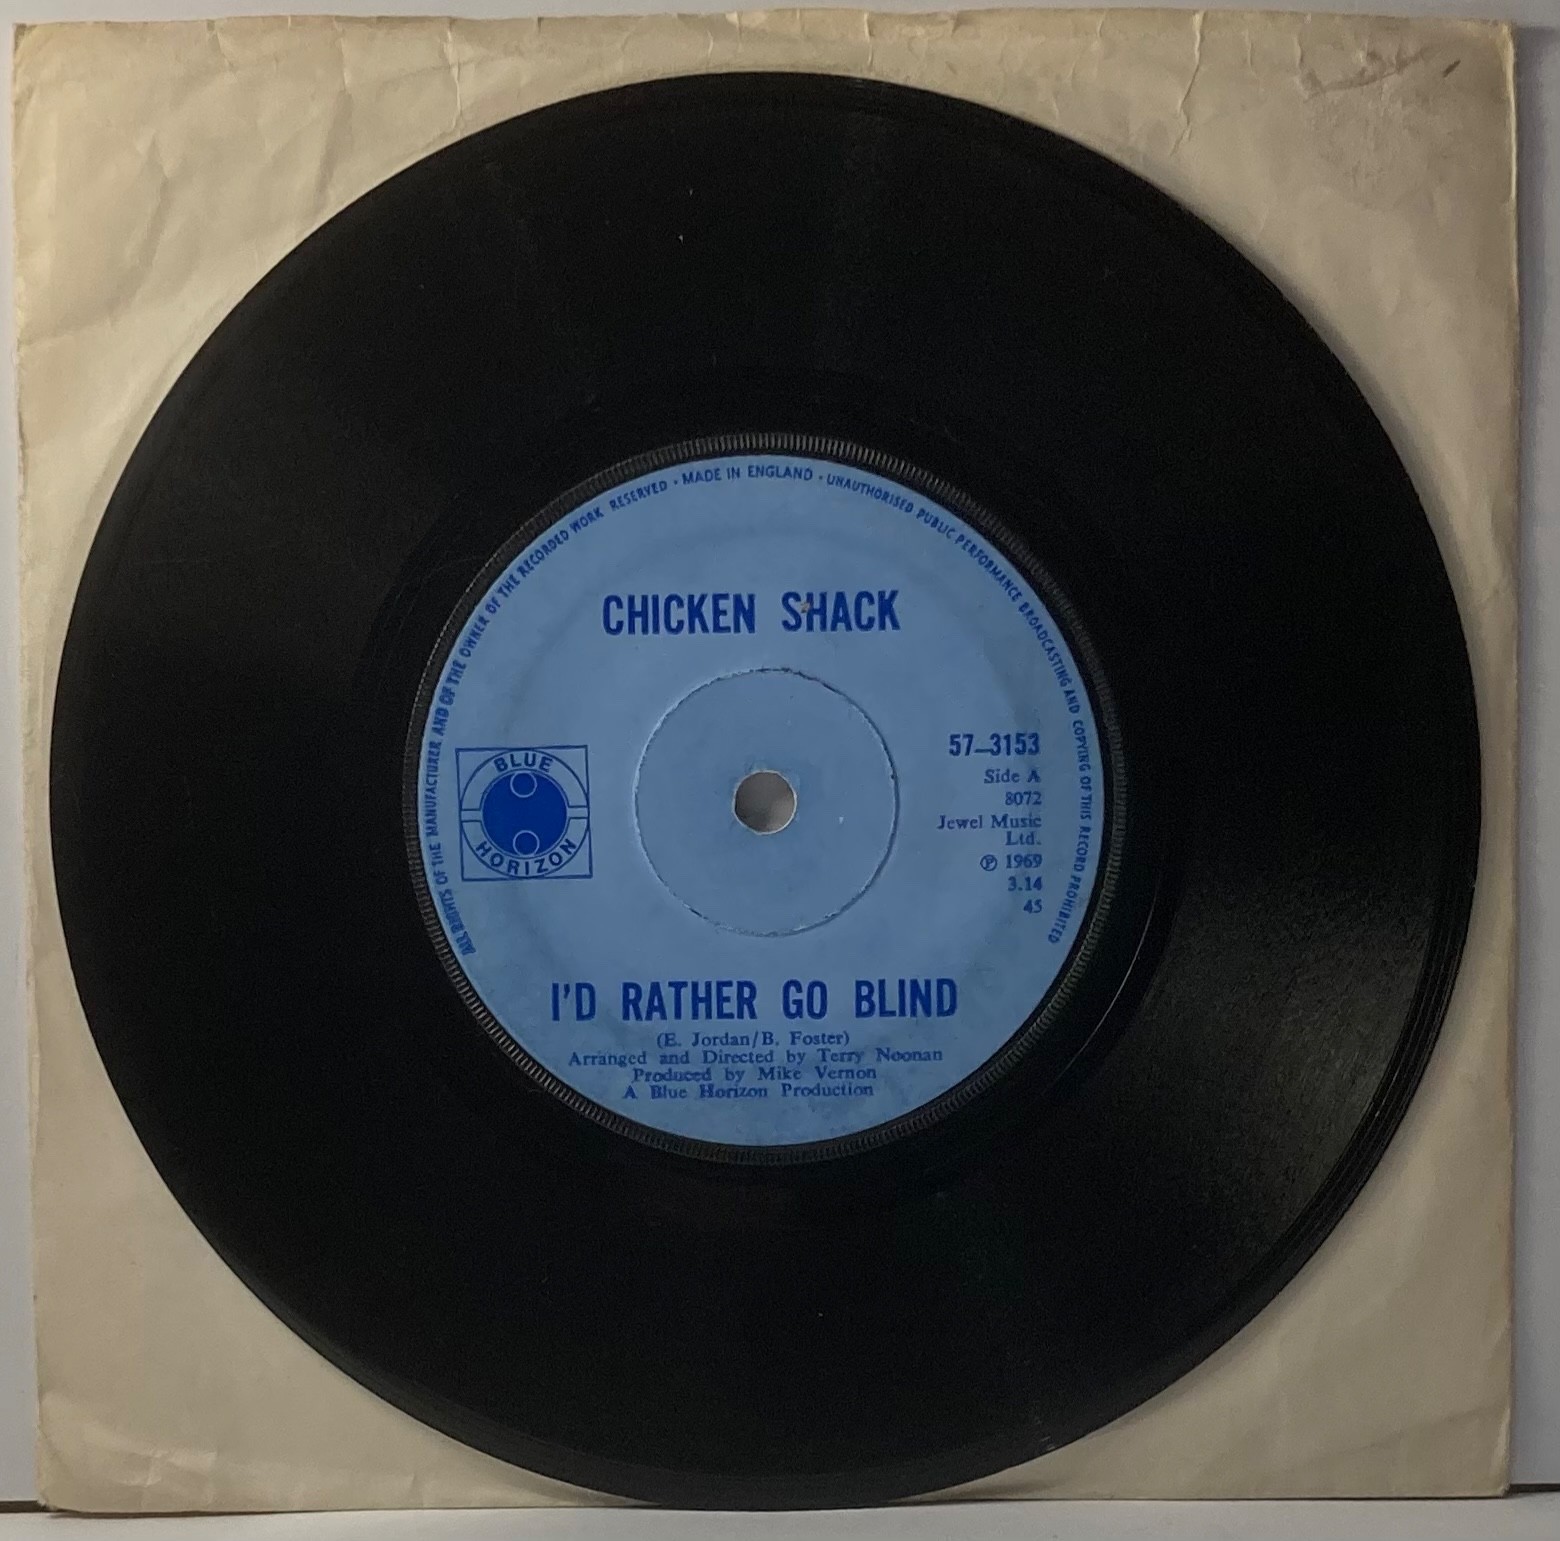 ALL RIGHTS OF THE MANUFACTURER AND OF THE OWNER OF THE RECORDED WORK RESERVED • MADE IN ENGLAND • UNAUTHORISED PUBLIC PERFORMANCE BROADCASTING AND COPYING OF THIS RECORD PROHIBITED
CHICKEN SHACK
BLUE
HORIZON
57–3153
Side A
8072
Jewel Music
Ltd.
℗ 1969
3.14
45
I'D RATHER GO BLIND
(E. Jordan/B. Foster)
Arranged and Directed by Terry Noonan
Produced by Mike Vernon
A Blue Horizon Production